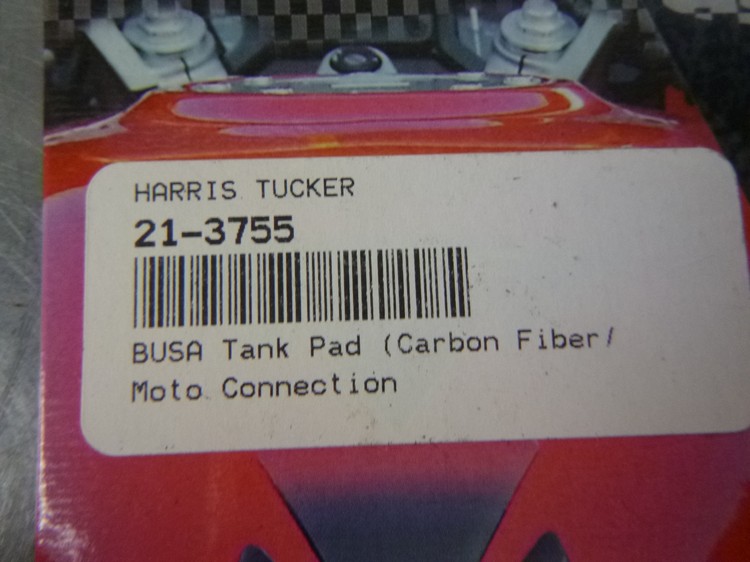 HARRIS TUCKER
21-3755
BUSA Tank Pad (Carbon Fiber/
Moto Connection